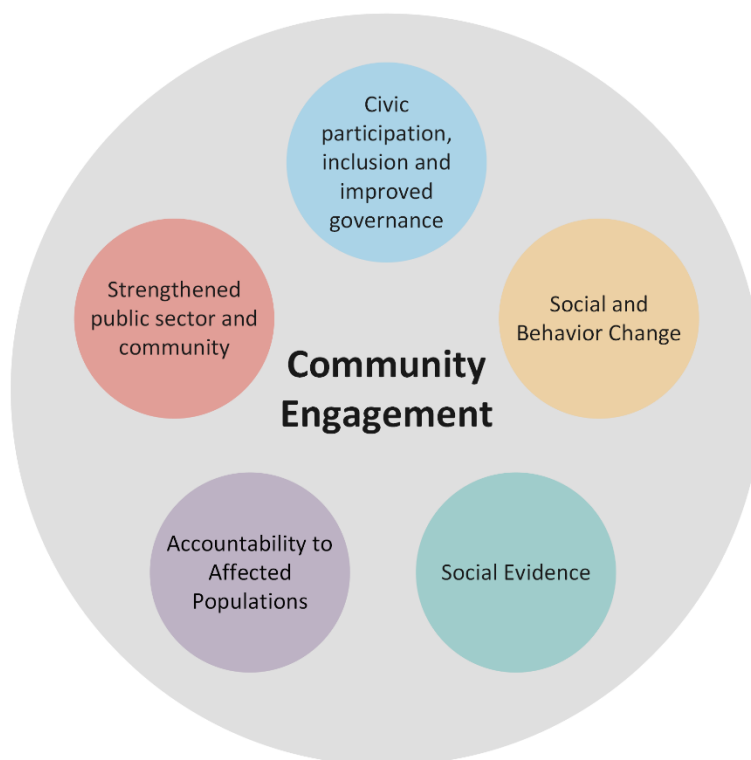 Civic
participation,
inclusion and
improved
governance
Strengthened
public sector and
community
Social and
Behavior Change
Community
Engagement
Accountability to
Affected
Populations
Social Evidence